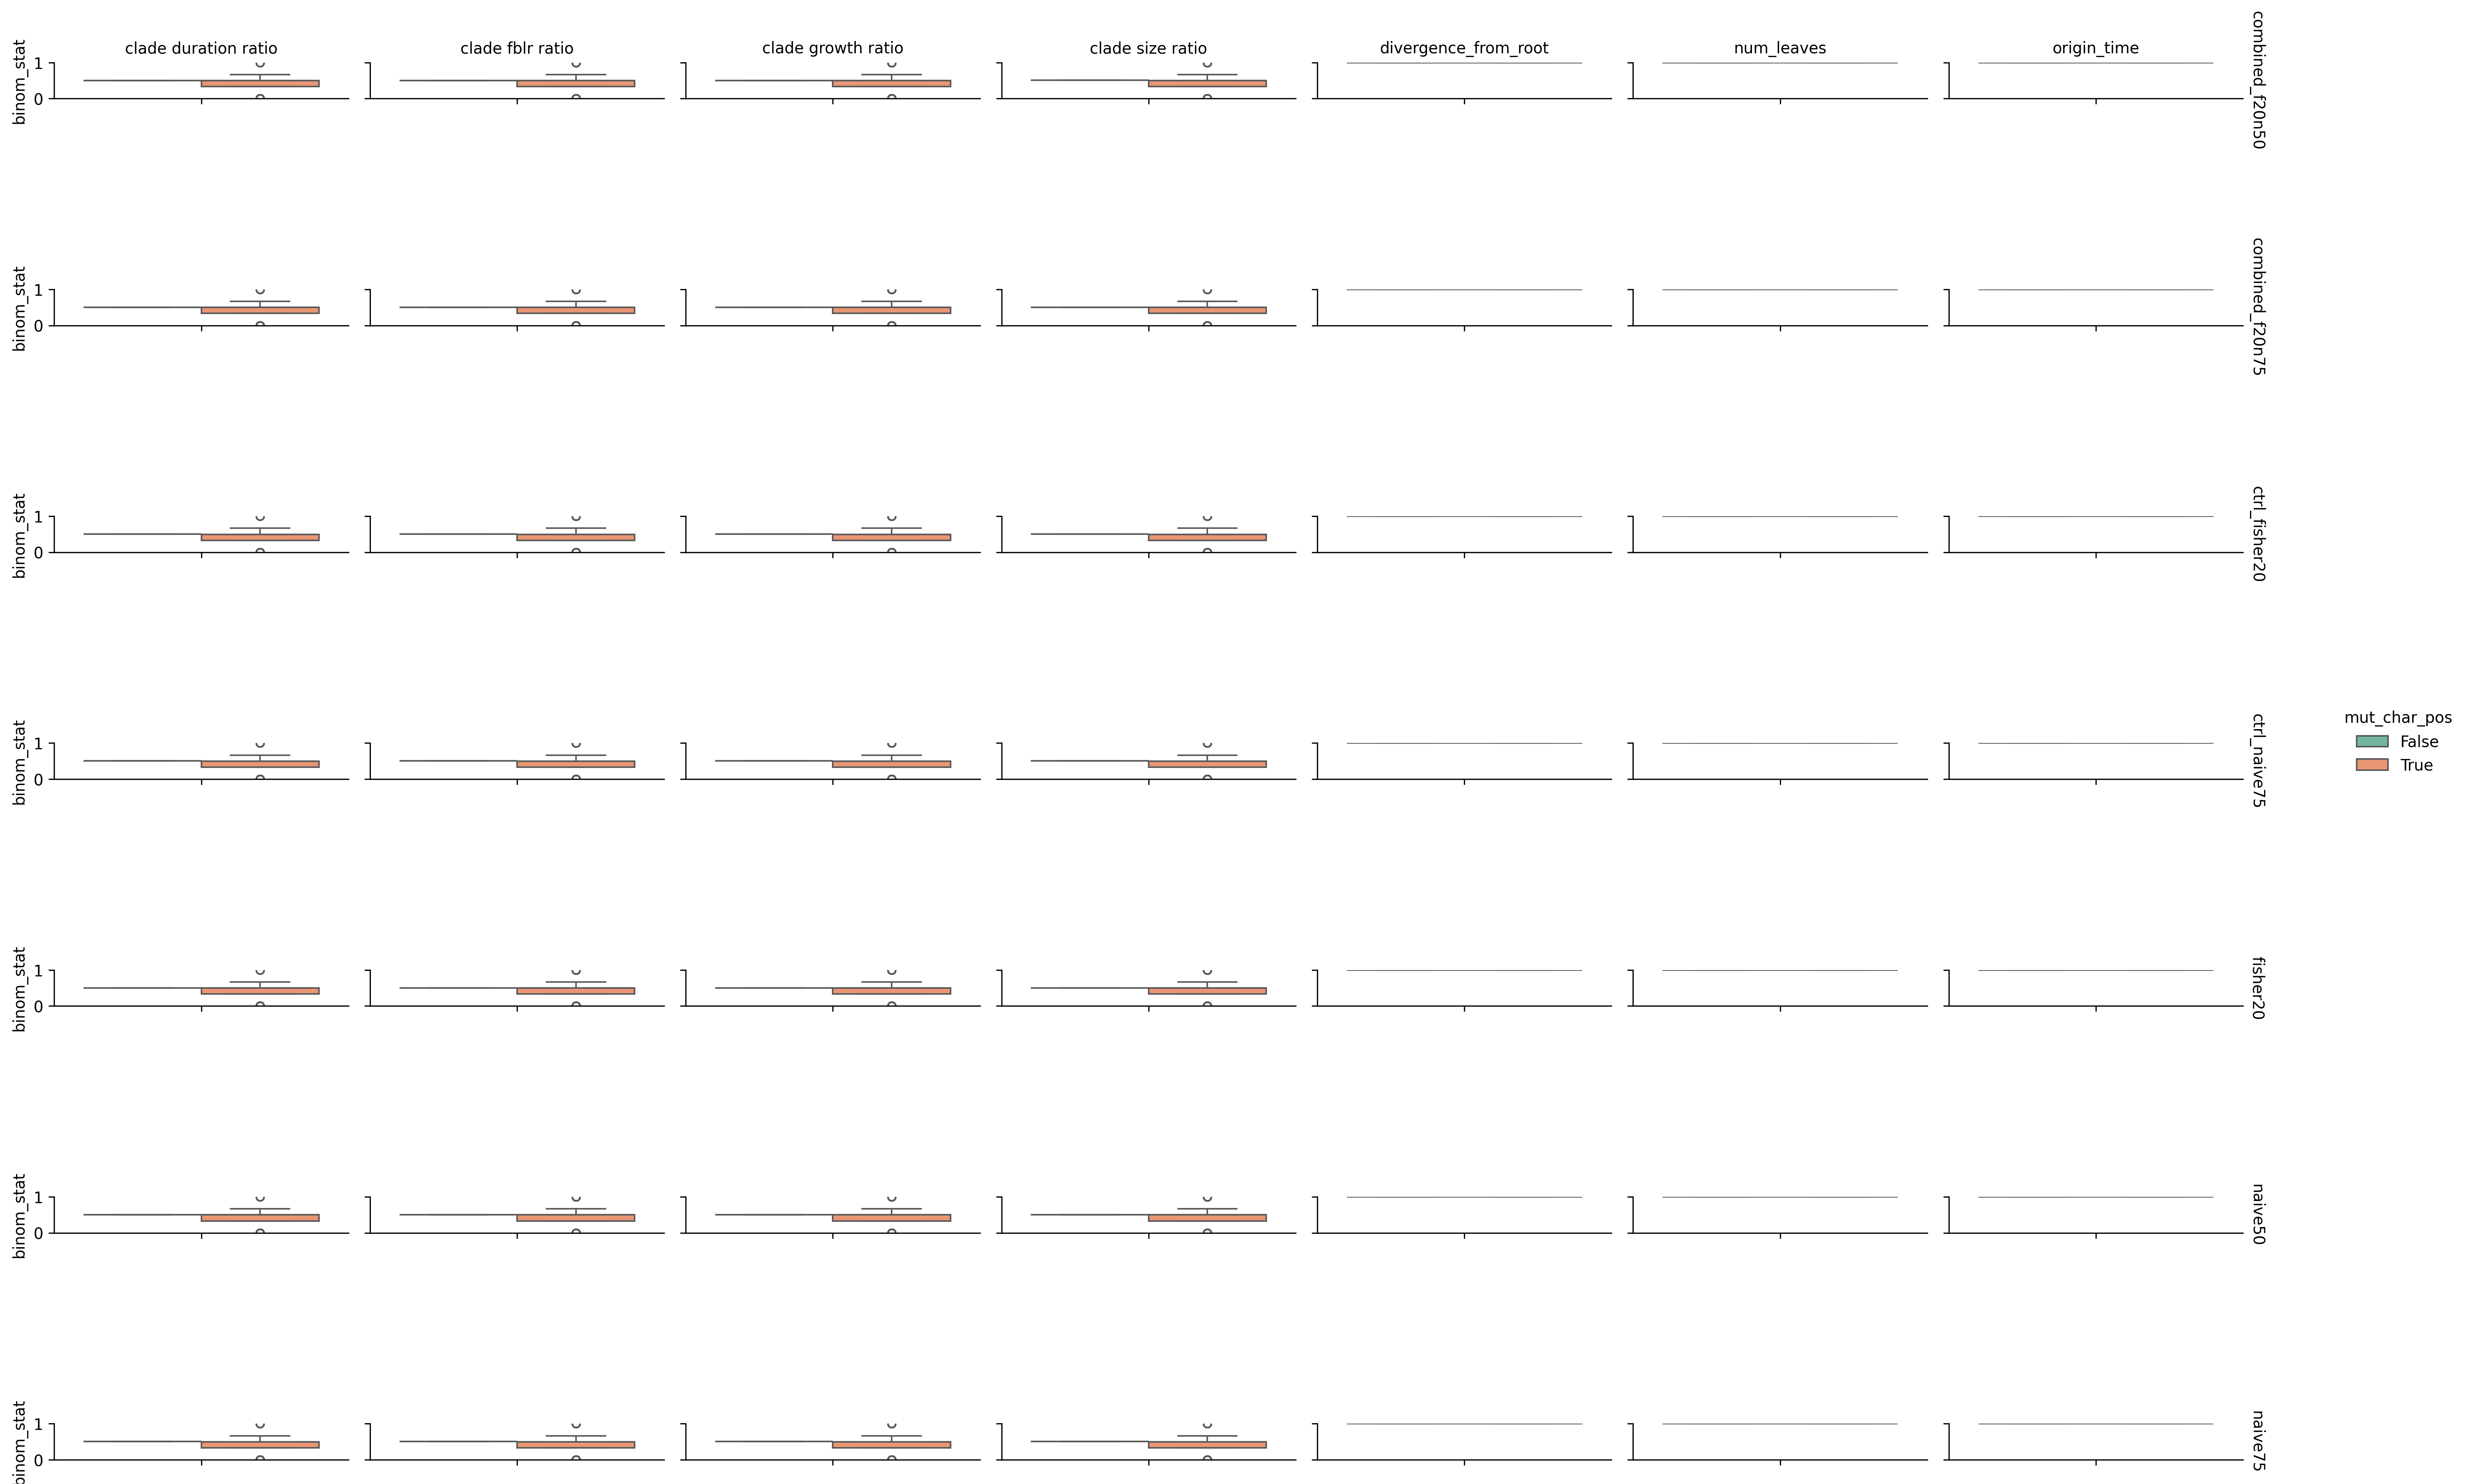 clade duration ratio
clade fblr ratio
clade growth ratio
clade size ratio
divergence_from_root
num_leaves
origin_time
binom_stat
1
0
combined_f20n50
binom_stat
1
0
combined_f20n75
binom_stat
1
0
ctrl_fisher20
binom_stat
1
0
ctrl_naive75
mut_char_pos
False
True
binom_stat
1
0
fisher20
binom_stat
1
0
naive50
binom_stat
1
0
naive75